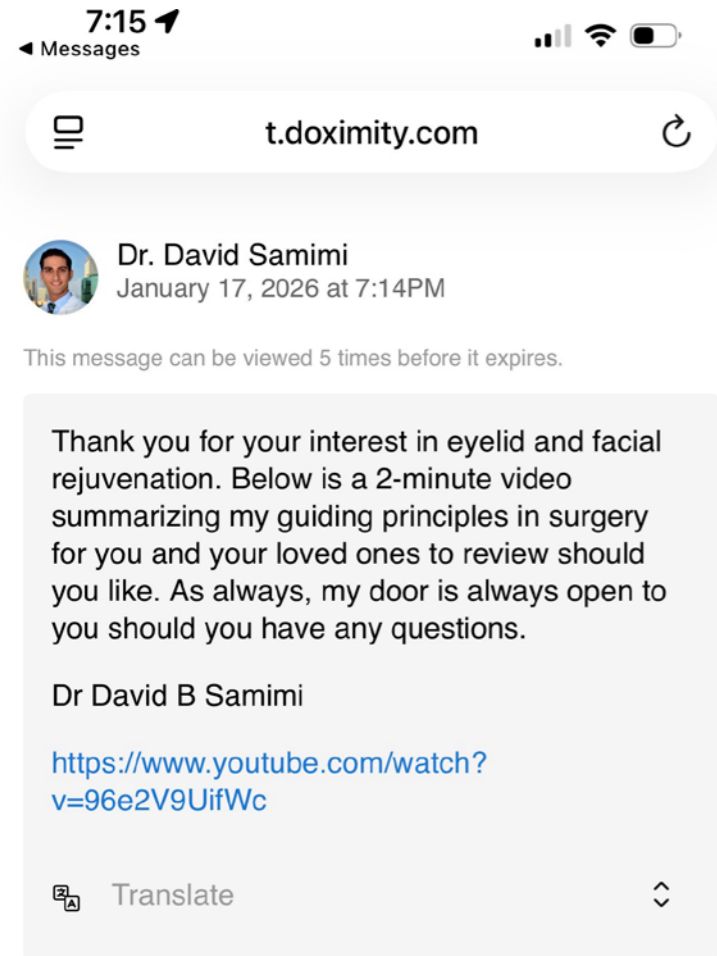 7:15
Messages
t.doximity.com
Dr. David Samimi
January 17, 2026 at 7:14PM
This message can be viewed 5 times before it expires.
Thank you for your interest in eyelid and facial
rejuvenation. Below is a 2-minute video
summarizing my guiding principles in surgery
for you and your loved ones to review should
you like. As always, my door is always open to
you should you have any questions.
Dr David B Samimi
https://www.youtube.com/watch?
v=96e2V9UifWc
Translate